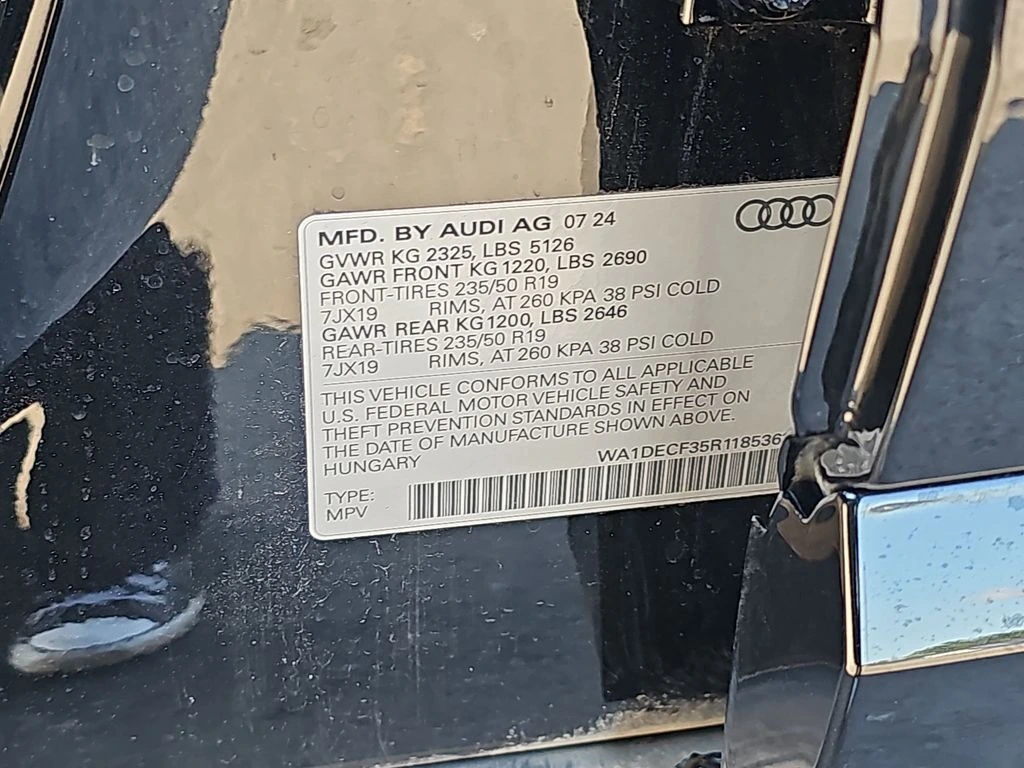 MFD. BY AUDI AG 07 24
GVWR KG 2325, LBS 5126
GAWR FRONT KG 1220, LBS 2690
FRONT-TIRES 235/50 R19
7JX19 RIMS, AT 260 KPA 38 PSI COLD
GAWR REAR KG 1200, LBS 2646
REAR-TIRES 235/50 R19
7JX19 RIMS, AT 260 KPA 38 PSI COLD
THIS VEHICLE CONFORMS TO ALL APPLICABLE
U.S. FEDERAL MOTOR VEHICLE SAFETY AND
THEFT PREVENTION STANDARDS IN EFFECT ON
THE DATE OF MANUFACTURE SHOWN ABOVE.
HUNGARY
TYPE:
MPV